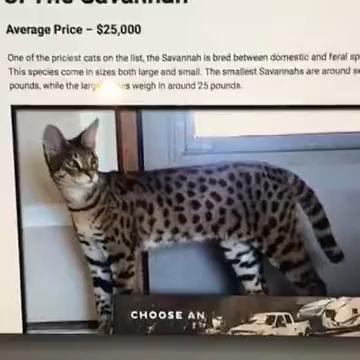 of The Savannah
Average Price – $25,000
One of the priciest cats on the list, the Savannah is bred between domestic and feral
This species come in sizes both large and small. The smallest Savannahs are around
pounds, while the weigh in around 25 pounds.
CHOOSE AN